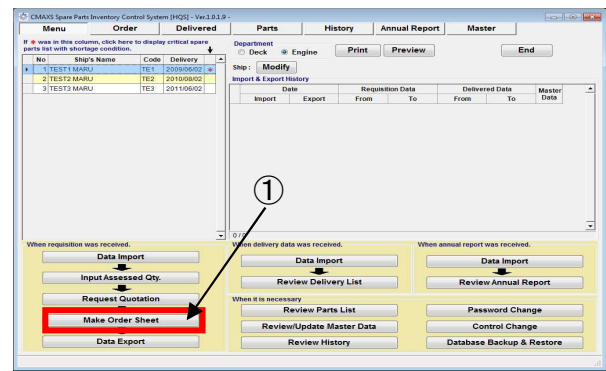 CMAXS Spare Parts Inventory Control System [HQS] - Ver.1.0.1.9 -
Menu Order Delivered Parts History Annual Report Master
If * was in this column, click here to display critical spare
parts list with shortage condition.
No Ship's Name Code Delivery
1 TEST1 MARU TE1 2009/06/02 *
2 TEST2 MARU TE2 2010/08/02
3 TEST3 MARU TE3 2011/06/02
Department
Deck Engine Print Preview End
Ship : Modify
Import & Export History
Date Requisition Data Delivered Data Master
Data
Import Export From To From To
①
0 / 0
When requisition was received.
Data Import
Input Assessed Qty.
Request Quotation
Make Order Sheet
Data Export
When delivery data was received.
Data Import
Review Delivery List
When annual report was received.
Data Import
Review Annual Report
When it is necessary
Review Parts List Password Change
Review/Update Master Data Control Change
Review History Database Backup & Restore